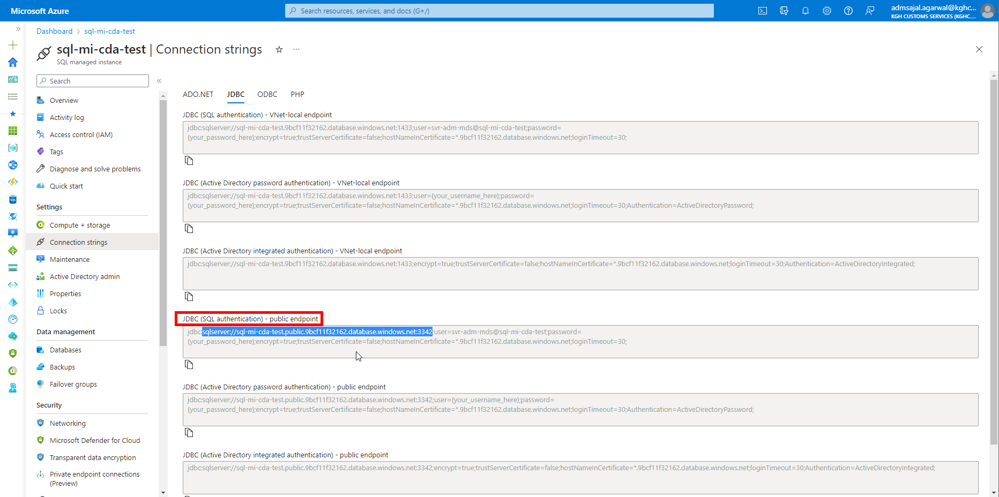 Microsoft Azure
Search resources, services, and docs (G+/)
admsajal.agarwal@kghc...
KGH CUSTOMS SERVICES (KGHC....
Dashboard > sql-mi-cda-test
sql-mi-cda-test | Connection strings
SQL managed instance
Search
Overview
Activity log
Access control (IAM)
Tags
Diagnose and solve problems
Quick start
Settings
Compute + storage
Connection strings
Maintenance
Active Directory admin
Properties
Locks
Data management
Databases
Backups
Failover groups
Security
Networking
Microsoft Defender for Cloud
Transparent data encryption
Private endpoint connections
(Preview)
ADO.NET JDBC ODBC PHP
JDBC (SQL authentication) - VNet-local endpoint
jdbc:sqlserver://sql-mi-cda-test.9bcf11f32162.database.windows.net:1433;user=svr-adm-mds@sql-mi-cda-test;password=
{your_password_here};encrypt=true;trustServerCertificate=false;hostNameInCertificate=*.9bcf11f32162.database.windows.net;loginTimeout=30;
JDBC (Active Directory password authentication) - VNet-local endpoint
jdbc:sqlserver://sql-mi-cda-test.9bcf11f32162.database.windows.net:1433;user={your_username_here};password=
{your_password_here};encrypt=true;trustServerCertificate=false;hostNameInCertificate=*.9bcf11f32162.database.windows.net;loginTimeout=30;Authentication=ActiveDirectoryPassword;
JDBC (Active Directory integrated authentication) - VNet-local endpoint
jdbc:sqlserver://sql-mi-cda-test.9bcf11f32162.database.windows.net:1433;encrypt=true;trustServerCertificate=false;hostNameInCertificate=*.9bcf11f32162.database.windows.net;loginTimeout=30;Authentication=ActiveDirectoryIntegrated;
JDBC (SQL authentication) - public endpoint
jdbc:sqlserver://sql-mi-cda-test.public.9bcf11f32162.database.windows.net:3342;user=svr-adm-mds@sql-mi-cda-test;password=
{your_password_here};encrypt=true;trustServerCertificate=false;hostNameInCertificate=*.9bcf11f32162.database.windows.net;loginTimeout=30;
JDBC (Active Directory password authentication) - public endpoint
jdbc:sqlserver://sql-mi-cda-test.public.9bcf11f32162.database.windows.net:3342;user={your_username_here};password=
{your_password_here};encrypt=true;trustServerCertificate=false;hostNameInCertificate=*.9bcf11f32162.database.windows.net;loginTimeout=30;Authentication=ActiveDirectoryPassword;
JDBC (Active Directory integrated authentication) - public endpoint
jdbc:sqlserver://sql-mi-cda-test.public.9bcf11f32162.database.windows.net:3342;encrypt=true;trustServerCertificate=false;hostNameInCertificate=*.9bcf11f32162.database.windows.net;loginTimeout=30;Authentication=ActiveDirectoryIntegrated;